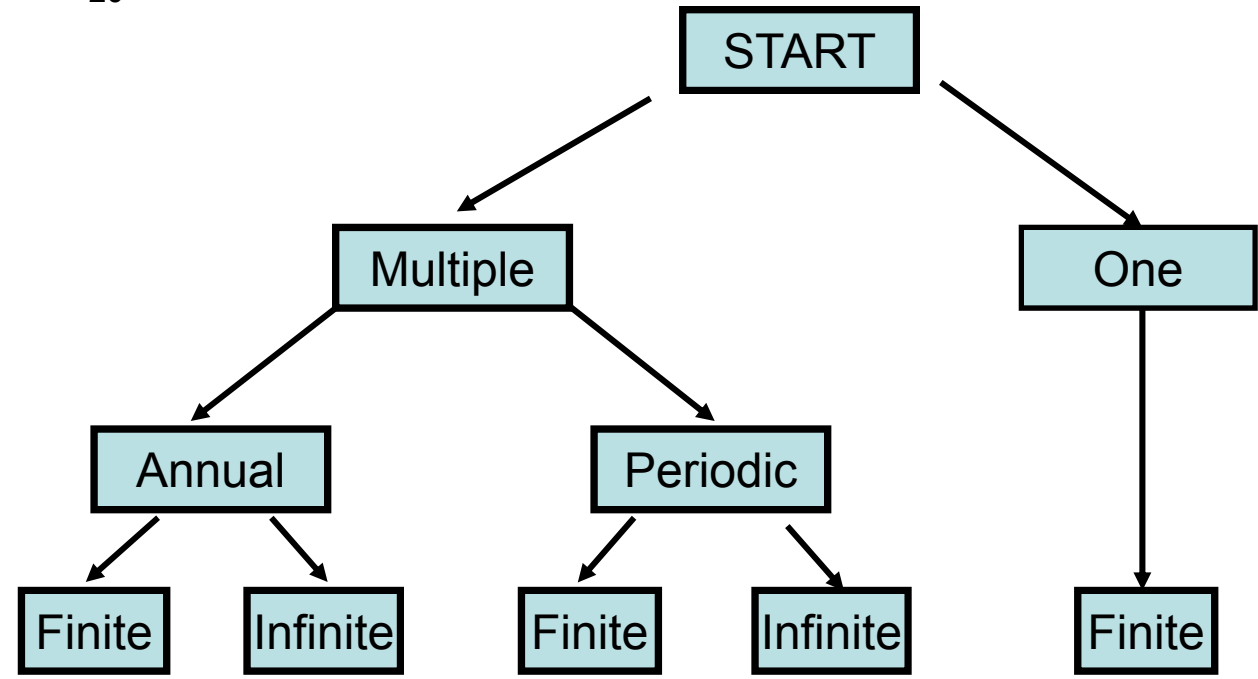 START
Multiple
One
Annual
Periodic
Finite
Infinite
Finite
Infinite
Finite